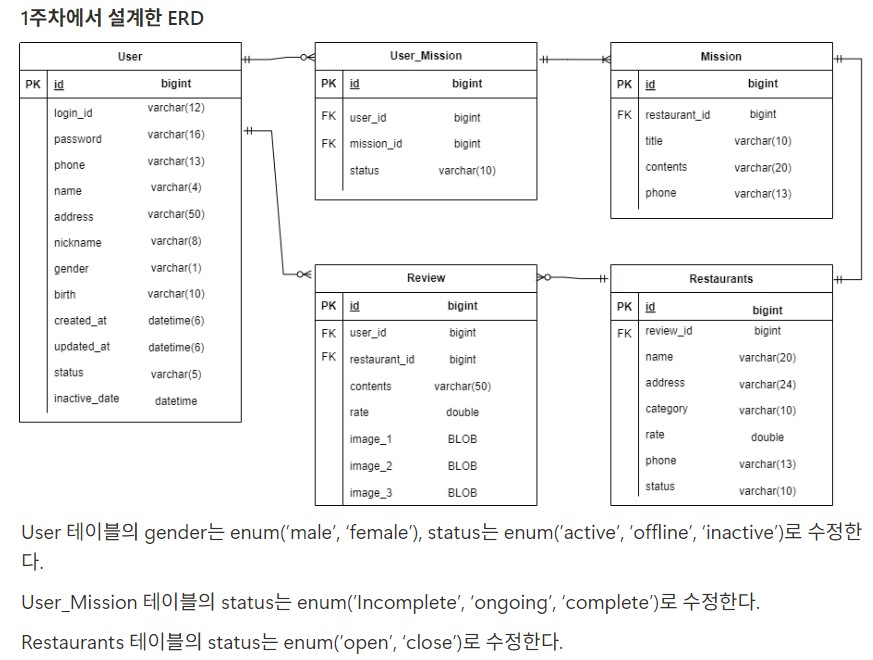 1주차에서 설계한 ERD
User
PK id bigint
login_id varchar(12)
password varchar(16)
phone varchar(13)
name varchar(4)
address varchar(50)
nickname varchar(8)
gender varchar(1)
birth varchar(10)
created_at datetime(6)
updated_at datetime(6)
status varchar(5)
inactive_date datetime
User_Mission
PK id bigint
FK user_id bigint
FK mission_id bigint
status varchar(10)
Mission
PK id bigint
FK restaurant_id bigint
title varchar(10)
contents varchar(20)
phone varchar(13)
Review
PK id bigint
FK user_id bigint
FK restaurant_id bigint
contents varchar(50)
rate double
image_1 BLOB
image_2 BLOB
image_3 BLOB
Restaurants
PK id bigint
FK review_id bigint
name varchar(20)
address varchar(24)
category varchar(10)
rate double
phone varchar(13)
status varchar(10)
User 테이블의 gender는 enum(‘male’, ‘female’), status는 enum(‘active’, ‘offline’, ‘inactive’)로 수정한
다.
User_Mission 테이블의 status는 enum(‘Incomplete’, ‘ongoing’, ‘complete’)로 수정한다.
Restaurants 테이블의 status는 enum(‘open’, ‘close’)로 수정한다.